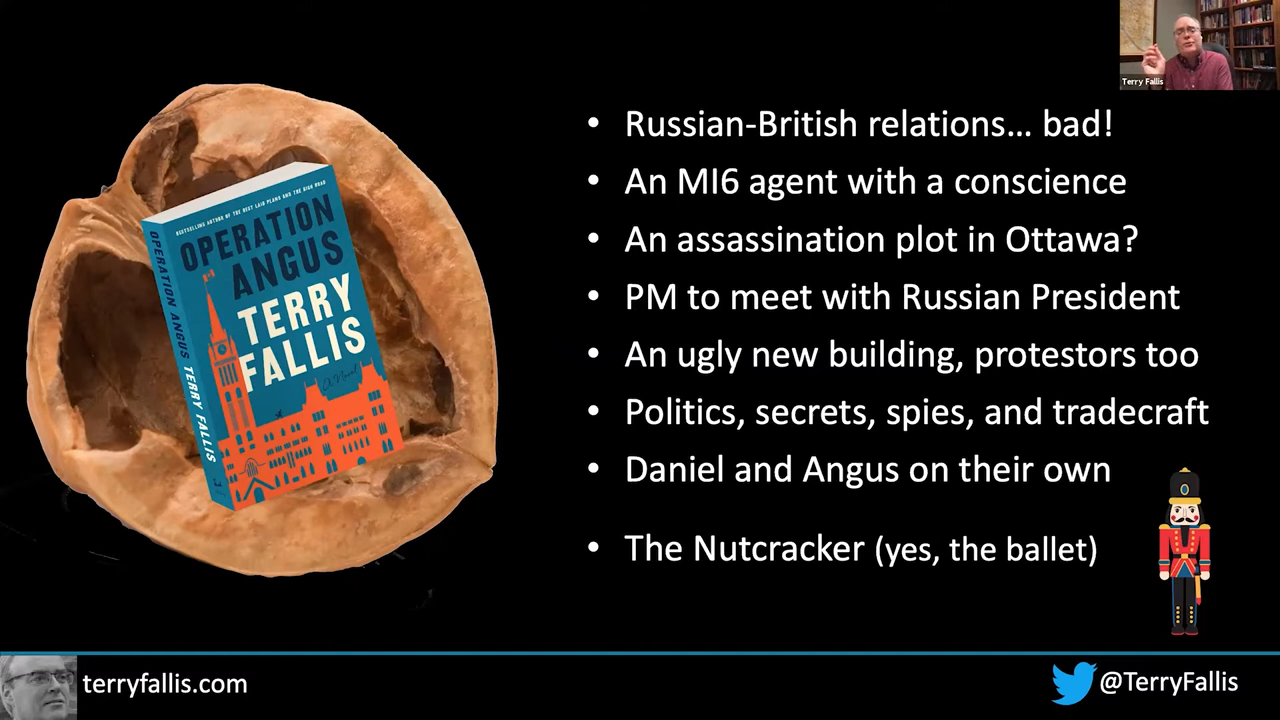 Terry Fallis
• Russian-British relations... bad!
• An MI6 agent with a conscience
• An assassination plot in Ottawa?
• PM to meet with Russian President
• An ugly new building, protestors too
• Politics, secrets, spies, and tradecraft
• Daniel and Angus on their own
• The Nutcracker (yes, the ballet)
BESTSELLING AUTHOR OF THE BEST LAID PLANS AND THE HIGH ROAD
OPERATION
ANGUS
TERRY
FALLIS
A Novel
OPERATION ANGUS TERRY FALLIS
terryfallis.com
@TerryFallis